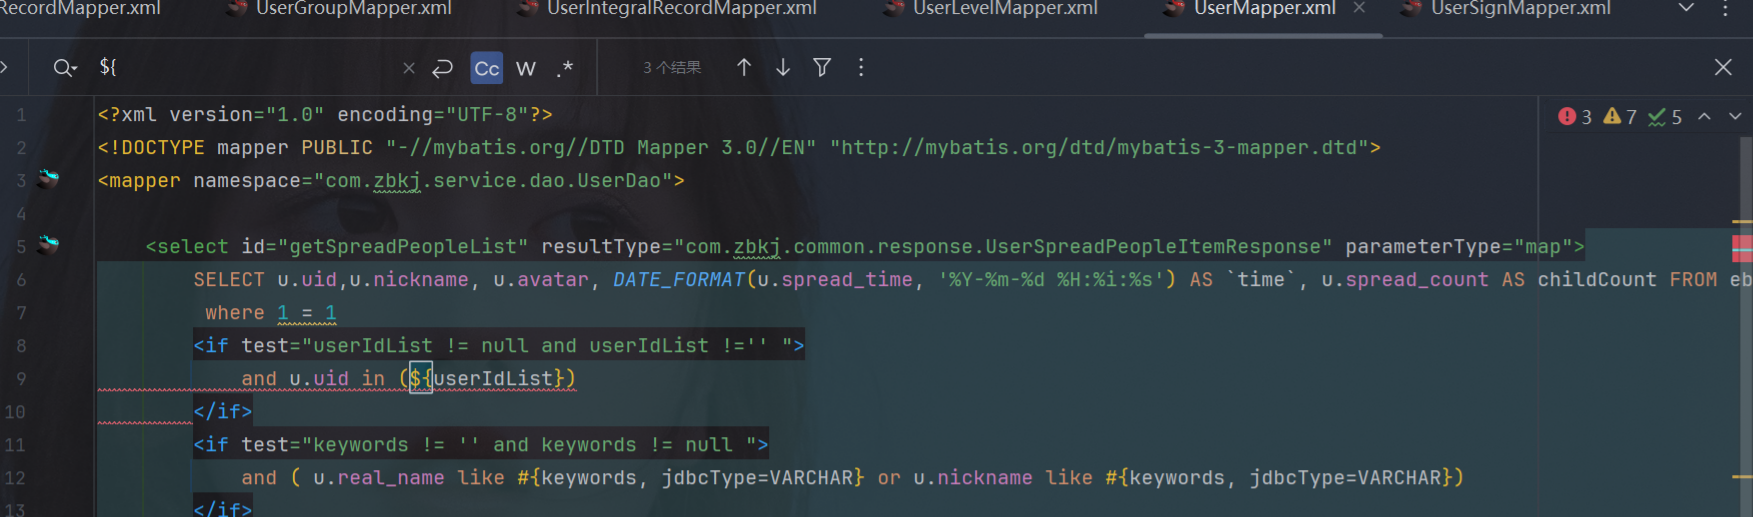 RecordMapper.xml UserGroupMapper.xml UserIntegralRecordMapper.xml UserLevelMapper.xml UserMapper.xml UserSignMapper.xml
${ Cc W .* 3 个结果
3 7 5
1 <?xml version="1.0" encoding="UTF-8"?>
2 <!DOCTYPE mapper PUBLIC "-//mybatis.org//DTD Mapper 3.0//EN" "http://mybatis.org/dtd/mybatis-3-mapper.dtd">
3 <mapper namespace="com.zbkj.service.dao.UserDao">
4
5 <select id="getSpreadPeopleList" resultType="com.zbkj.common.response.UserSpreadPeopleItemResponse" parameterType="map">
6 SELECT u.uid,u.nickname, u.avatar, DATE_FORMAT(u.spread_time, '%Y-%m-%d %H:%i:%s') AS `time`, u.spread_count AS childCount FROM eb
7 where 1 = 1
8 <if test="userIdList != null and userIdList !='' ">
9 and u.uid in (${userIdList})
10 </if>
11 <if test="keywords != '' and keywords != null ">
12 and ( u.real_name like #{keywords, jdbcType=VARCHAR} or u.nickname like #{keywords, jdbcType=VARCHAR})
13 </if>